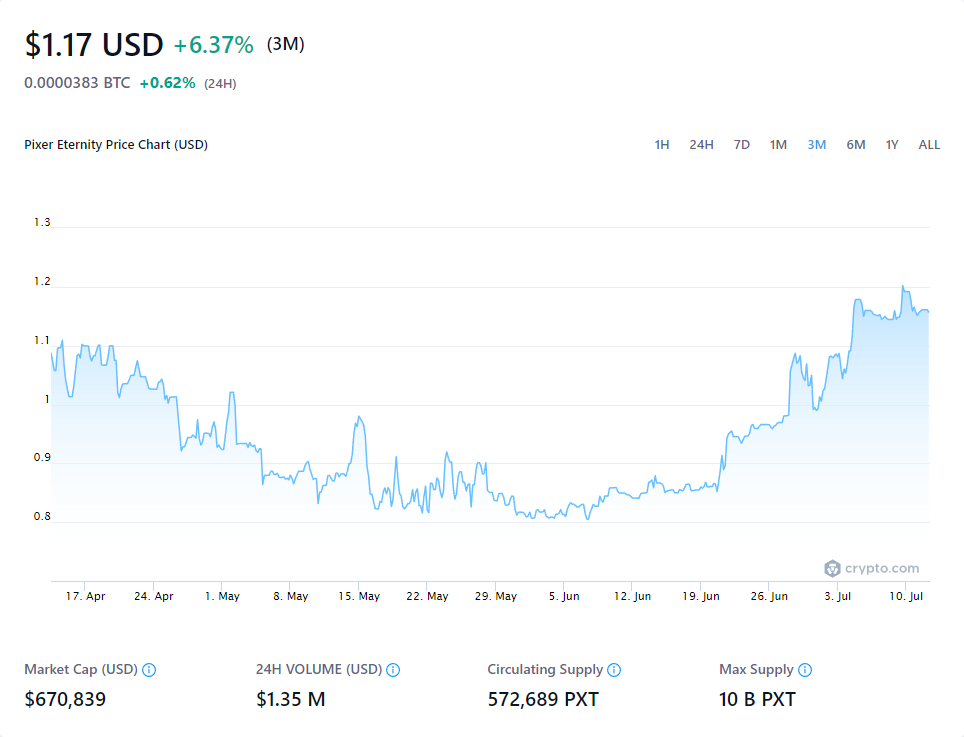 $1.17 USD +6.37% (3M)
0.0000383 BTC +0.62% (24H)
Pixer Eternity Price Chart (USD)
1H 24H 7D 1M 3M 6M 1Y ALL
1.3
1.2
1.1
1
0.9
0.8
crypto.com
17. Apr 24. Apr 1. May 8. May 15. May 22. May 29. May 5. Jun 12. Jun 19. Jun 26. Jun 3. Jul 10. Jul
Market Cap (USD) 24H VOLUME (USD) Circulating Supply Max Supply
$670,839 $1.35 M 572,689 PXT 10 B PXT